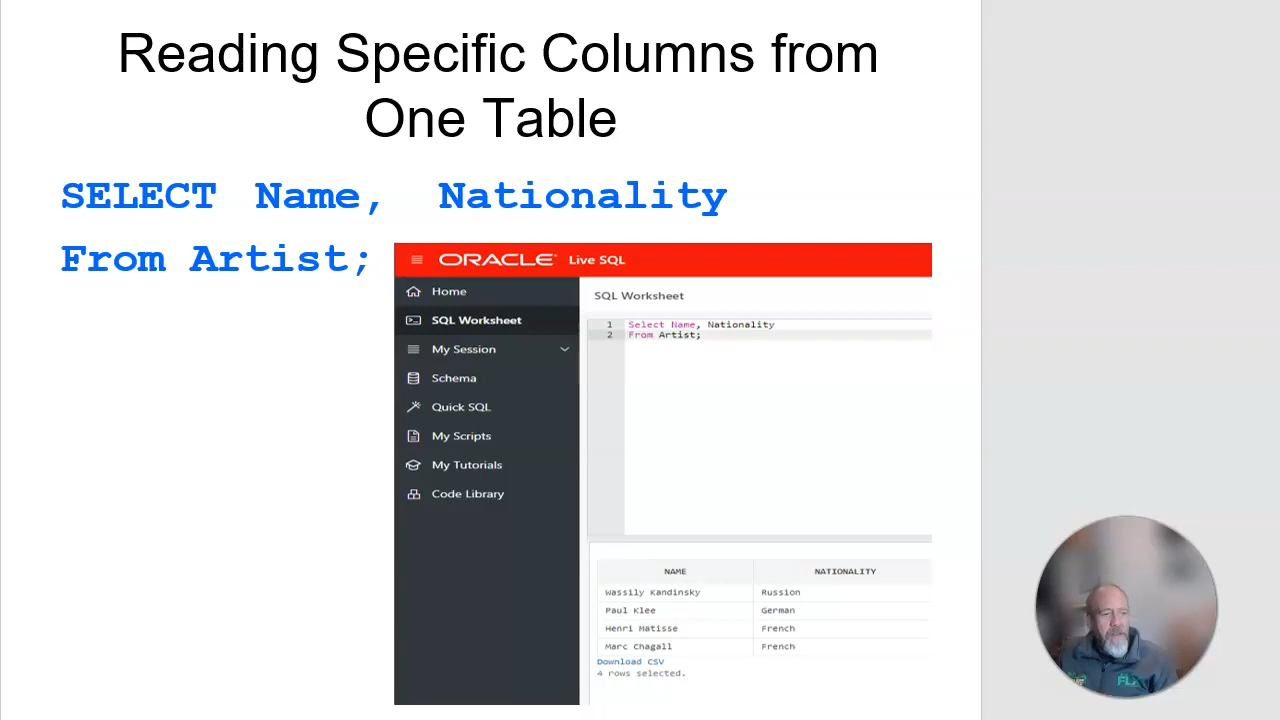 Reading Specific Columns from
One Table
SELECT Name, Nationality
From Artist;
ORACLE Live SQL
Home
SQL Worksheet
My Session
Schema
Quick SQL
My Scripts
My Tutorials
Code Library
SQL Worksheet
1 Select Name, Nationality
2 From Artist;
NAME NATIONALITY
Wassily Kandinsky Russion
Paul Klee German
Henri Matisse French
Marc Chagall French
Download CSV
4 rows selected.